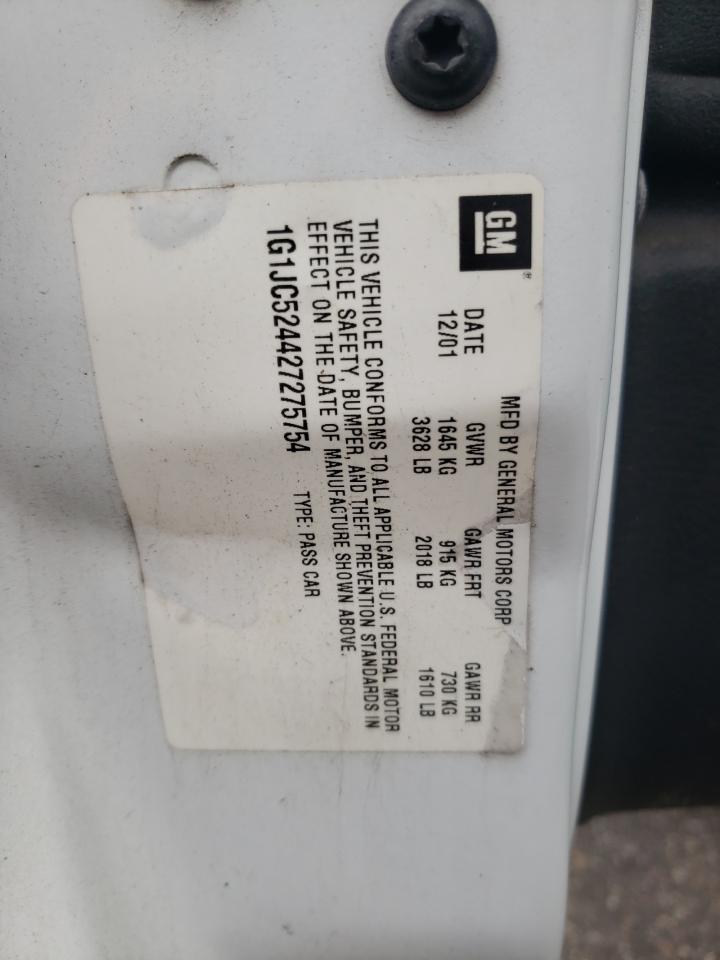 GM®
MFD BY GENERAL MOTORS CORP
DATE GVWR GAWR FRT GAWR RR
12/01 1645 KG 915 KG 730 KG
3628 LB 2018 LB 1610 LB
THIS VEHICLE CONFORMS TO ALL APPLICABLE U.S. FEDERAL MOTOR
VEHICLE SAFETY, BUMPER, AND THEFT PREVENTION STANDARDS IN
EFFECT ON THE DATE OF MANUFACTURE SHOWN ABOVE.
1G1JC524427275754 TYPE: PASS CAR